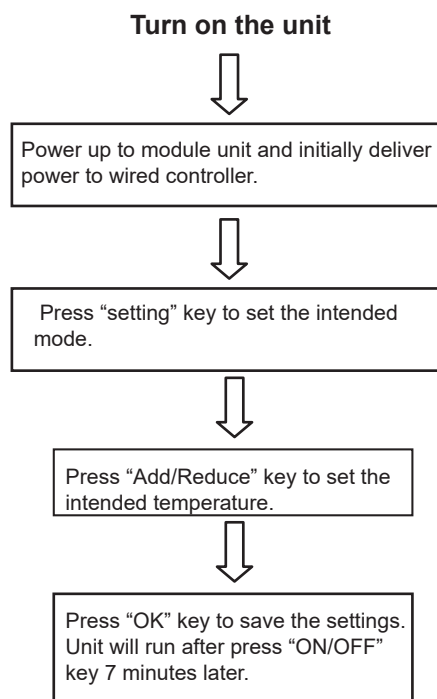 Turn on the unit
Power up to module unit and initially deliver
power to wired controller.
Press “setting” key to set the intended
mode.
Press “Add/Reduce” key to set the
intended temperature.
Press “OK” key to save the settings.
Unit will run after press “ON/OFF”
key 7 minutes later.